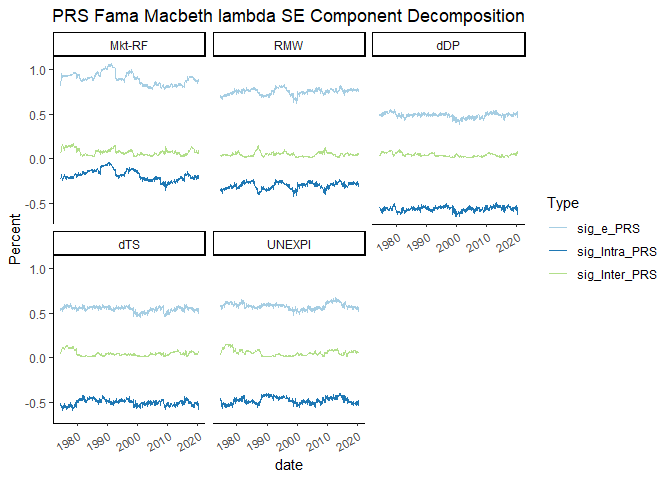 PRS Fama Macbeth lambda SE Component Decomposition
Mkt-RF
RMW
dDP
1.0
0.5
0.0
-0.5
1980 1990 2000 2010 2020
dTS
UNEXPI
1.0
0.5
0.0
-0.5
1980 1990 2000 2010 2020
1980 1990 2000 2010 2020
Percent
date
Type
sig_e_PRS
sig_Intra_PRS
sig_Inter_PRS